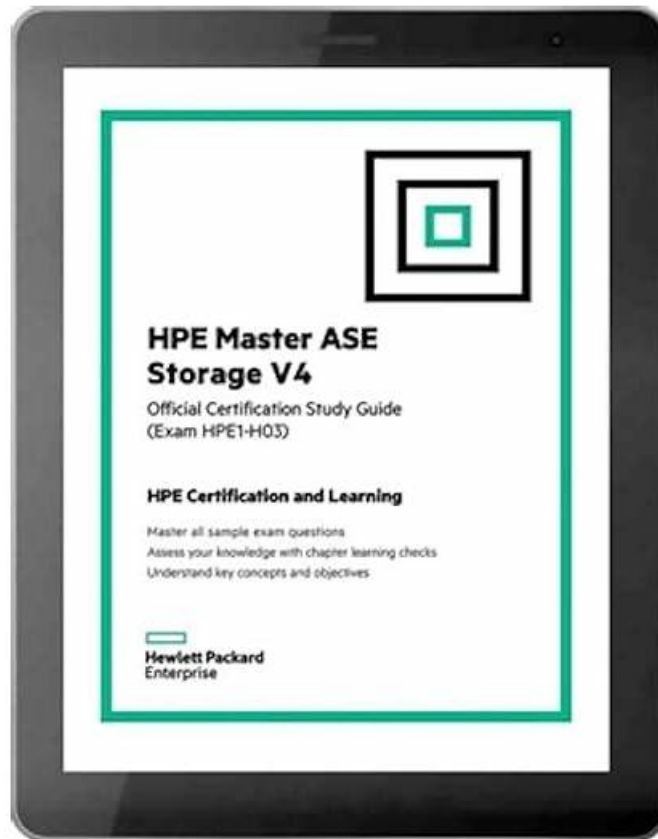 HPE Master ASE
Storage V4
Official Certification Study Guide
(Exam HPE1-H03)
HPE Certification and Learning
Master all sample exam questions
Assess your knowledge with chapter learning checks
Understand key concepts and objectives
Hewlett Packard
Enterprise